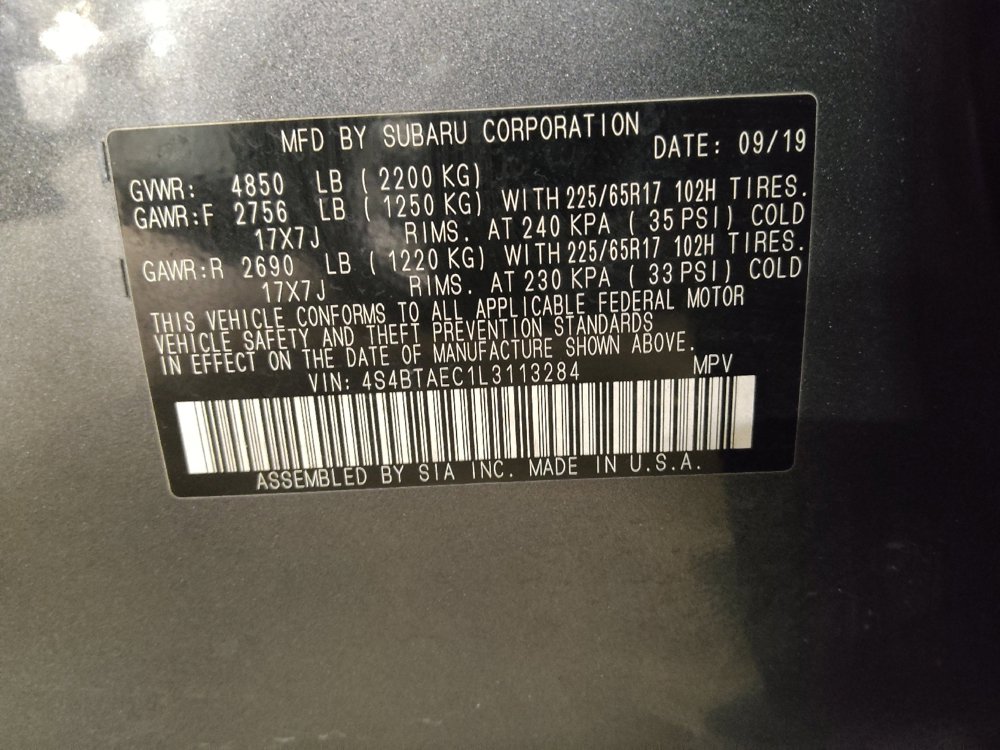 MFD BY SUBARU CORPORATION
DATE: 09/19
GVWR: 4850 LB ( 2200 KG)
GAWR:F 2756 LB ( 1250 KG) WITH 225/65R17 102H TIRES.
17X7J RIMS. AT 240 KPA ( 35 PSI) COLD
GAWR:R 2690 LB ( 1220 KG) WITH 225/65R17 102H TIRES.
17X7J RIMS. AT 230 KPA ( 33 PSI) COLD
THIS VEHICLE CONFORMS TO ALL APPLICABLE FEDERAL MOTOR
VEHICLE SAFETY AND THEFT PREVENTION STANDARDS
IN EFFECT ON THE DATE OF MANUFACTURE SHOWN ABOVE.
VIN: 4S4BTAEC1L3113284 MPV
ASSEMBLED BY SIA INC. MADE IN U.S.A.